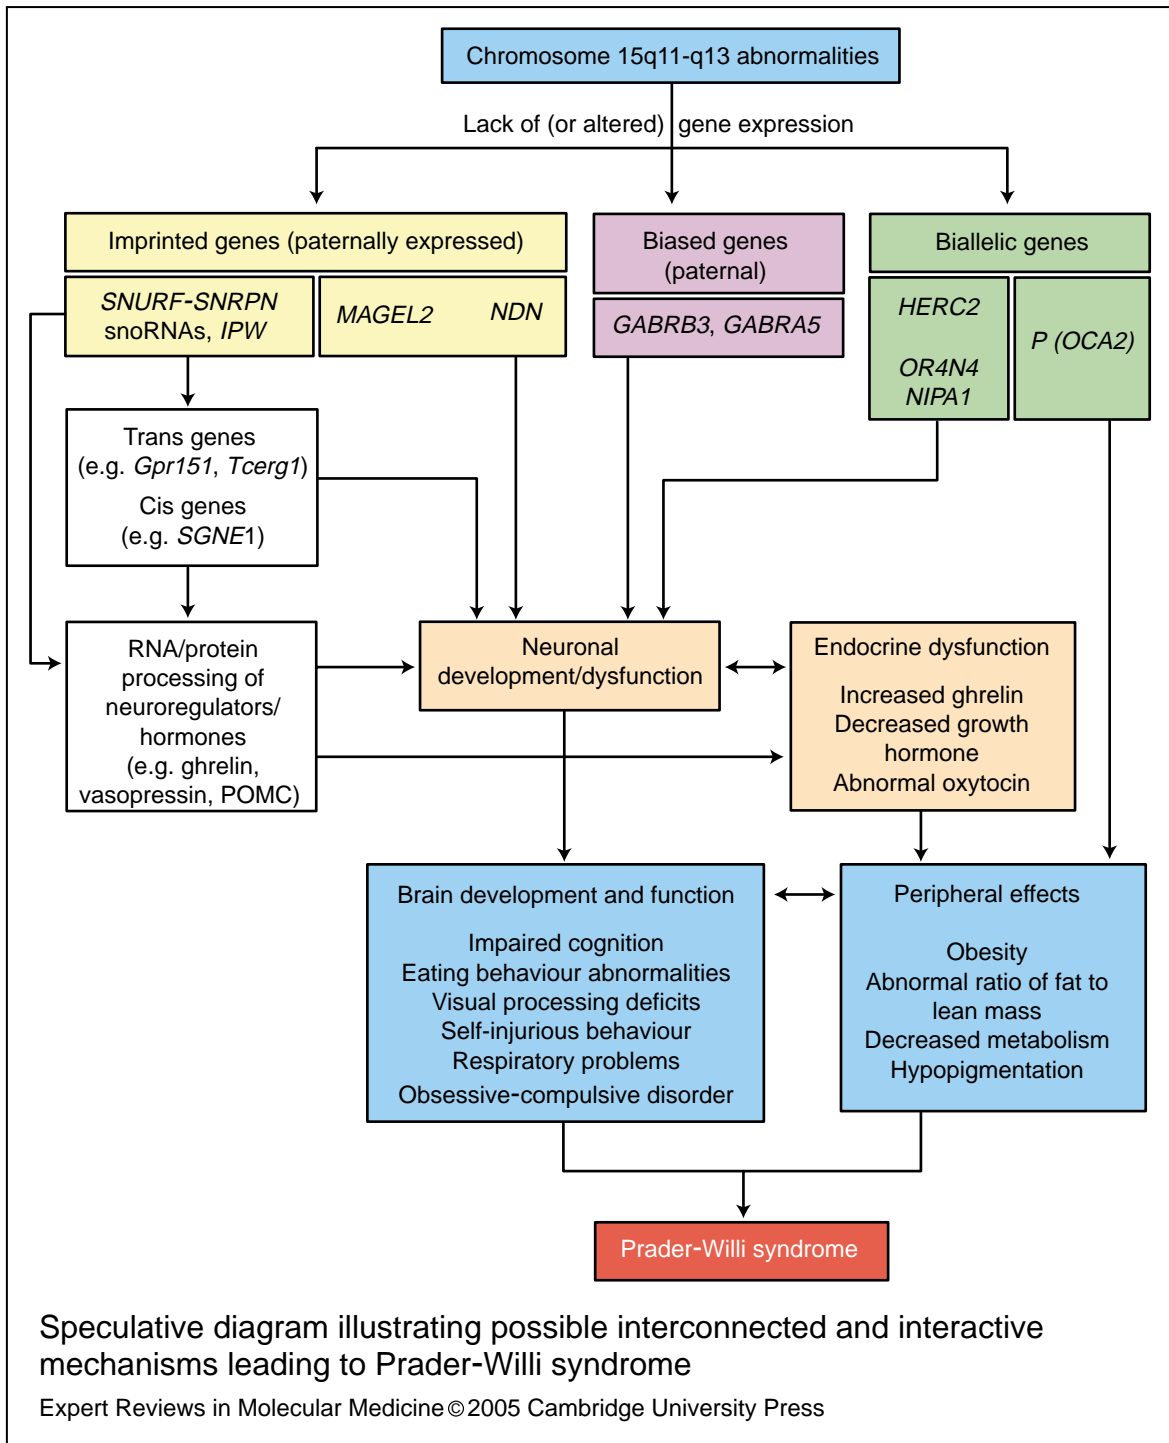 Chromosome 15q11-q13 abnormalities
Lack of (or altered) gene expression
Imprinted genes (paternally expressed)
SNURF-SNRPN
snoRNAs, IPW
MAGEL2
NDN
Biased genes
(paternal)
GABRB3, GABRA5
Biallelic genes
HERC2
OR4N4
NIPA1
P (OCA2)
Trans genes
(e.g. Gpr151, Tcerg1)
Cis genes
(e.g. SGNE1)
RNA/protein
processing of
neuroregulators/
hormones
(e.g. ghrelin,
vasopressin, POMC)
Neuronal
development/dysfunction
Endocrine dysfunction
Increased ghrelin
Decreased growth
hormone
Abnormal oxytocin
Brain development and function
Impaired cognition
Eating behaviour abnormalities
Visual processing deficits
Self-injurious behaviour
Respiratory problems
Obsessive-compulsive disorder
Peripheral effects
Obesity
Abnormal ratio of fat to
lean mass
Decreased metabolism
Hypopigmentation
Prader-Willi syndrome
Speculative diagram illustrating possible interconnected and interactive
mechanisms leading to Prader-Willi syndrome
Expert Reviews in Molecular Medicine © 2005 Cambridge University Press